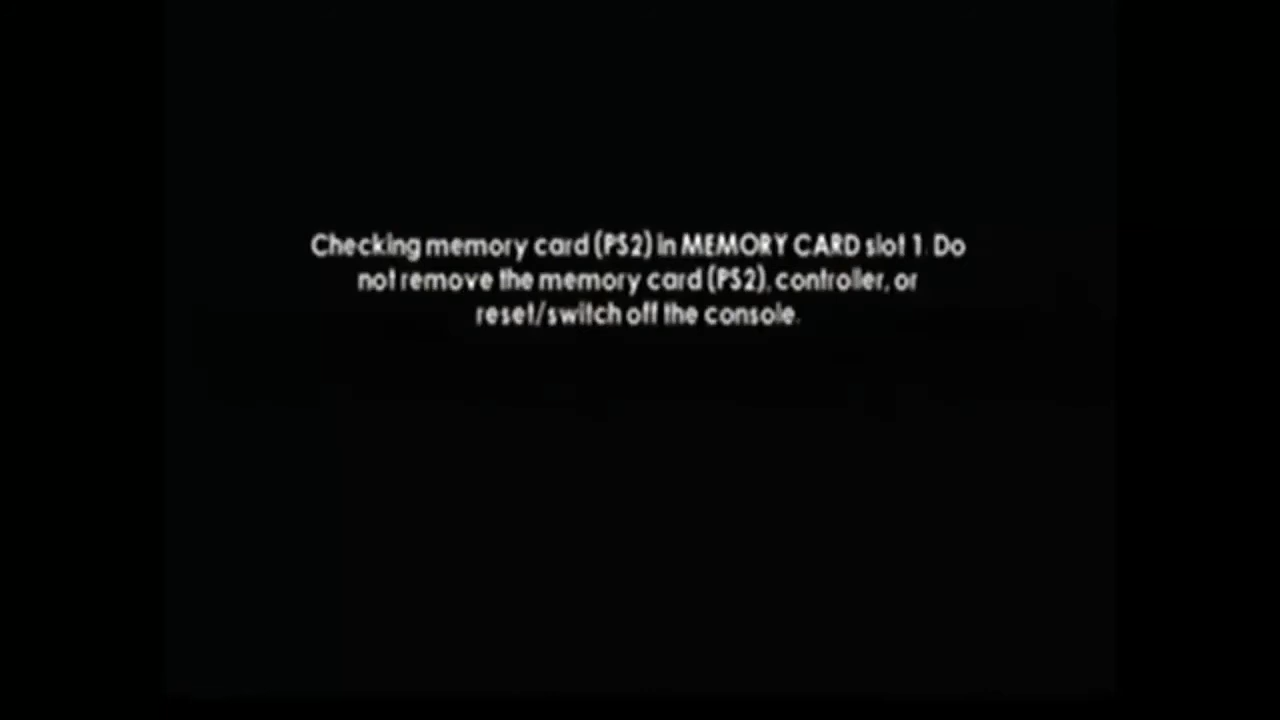 Checking memory card (PS2) in MEMORY CARD slot 1. Do
not remove the memory card (PS2), controller, or
reset/switch off the console.